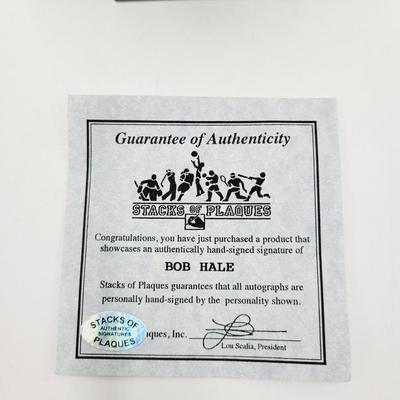 Guarantee of Authenticity
STACKS OF PLAQUES
Congratulations, you have just purchased a product that
showcases an authentically hand-signed signature of
BOB HALE
Stacks of Plaques guarantees that all autographs are
personally hand-signed by the personality shown.
STACKS OF
AUTHENTIC
SIGNATURES
PLAQUES
aques, Inc.
Lou Scalia, President